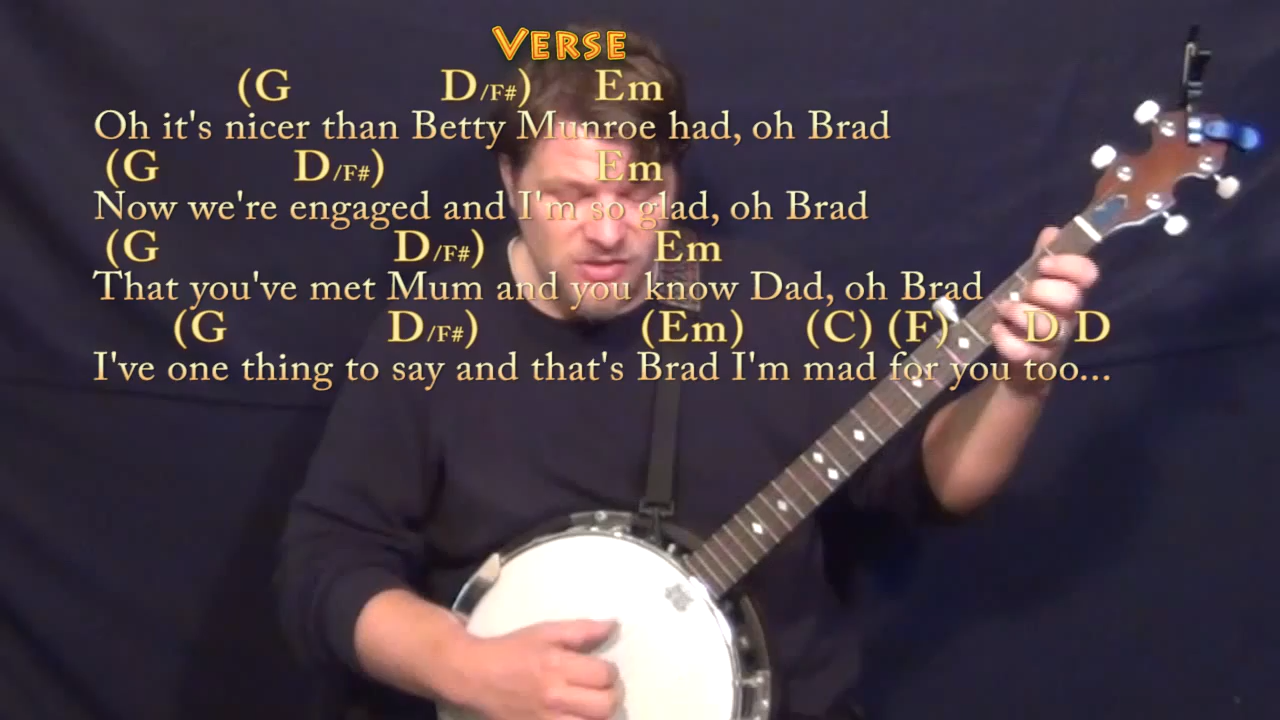 VERSE
(G D/F#) Em
Oh it's nicer than Betty Munroe had, oh Brad
(G D/F#) Em
Now we're engaged and I'm so glad, oh Brad
(G D/F#) Em
That you've met Mum and you know Dad, oh Brad
(G D/F#) (Em) (C) (F) D D
I've one thing to say and that's Brad I'm mad for you too...